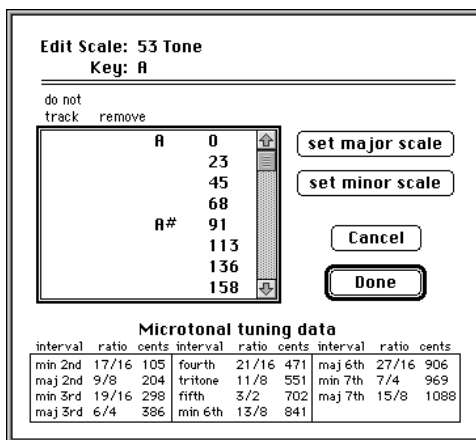 Edit Scale: 53 Tone
Key: A
do not
track remove
A 0
23
45
68
A# 91
113
136
158
set major scale
set minor scale
Cancel
Done
Microtonal tuning data
interval ratio cents interval ratio cents interval ratio cents
min 2nd 17/16 105 fourth 21/16 471 maj 6th 27/16 906
maj 2nd 9/8 204 tritone 11/8 551 min 7th 7/4 969
min 3rd 19/16 298 fifth 3/2 702 maj 7th 15/8 1088
maj 3rd 6/4 386 min 6th 13/8 841